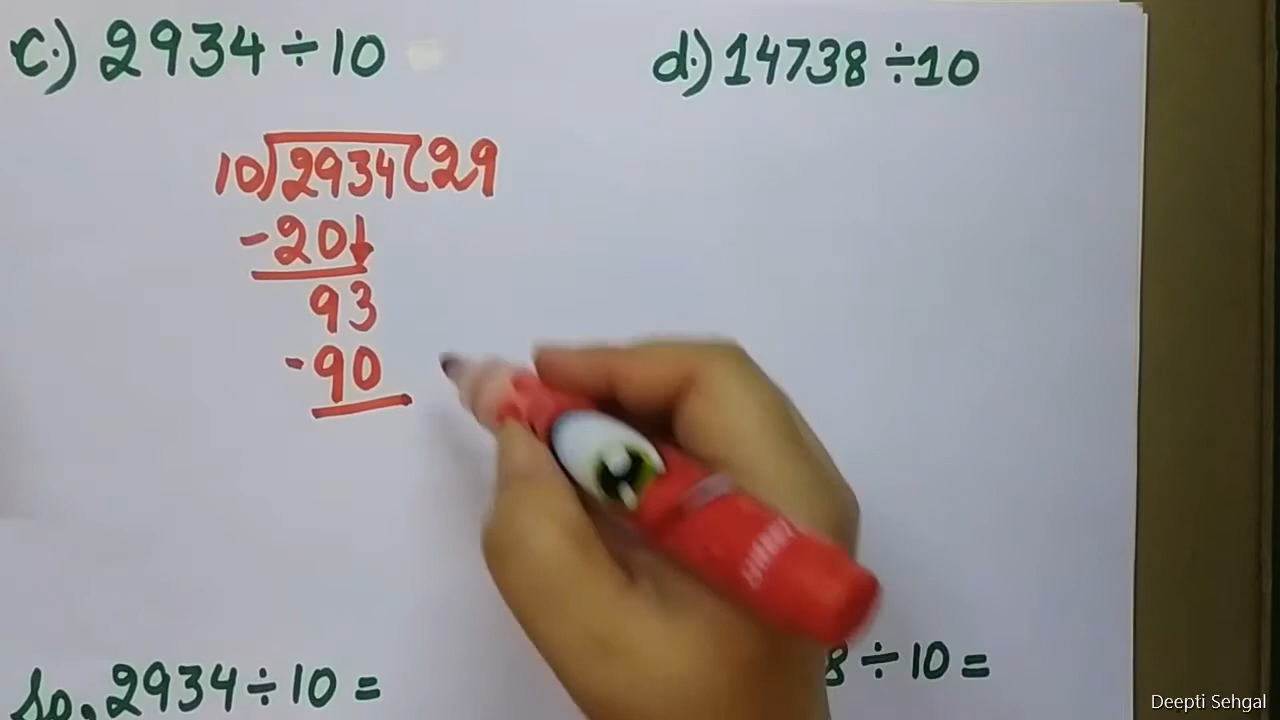 c.) 2934 ÷ 10
d.) 14738 ÷ 10
10) 2934 ( 29
- 20↓
93
- 90
So, 2934 ÷ 10 =
8 ÷ 10 =
Deepti Sehgal